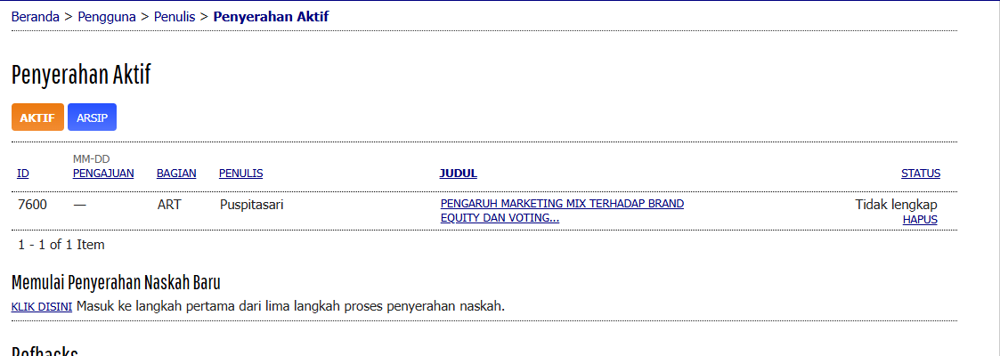 Beranda > Pengguna > Penulis > Penyerahan Aktif
Penyerahan Aktif
AKTIF ARSIP
MM-DD
ID PENGAJUAN BAGIAN PENULIS JUDUL STATUS
7600 — ART Puspitasari PENGARUH MARKETING MIX TERHADAP BRAND Tidak lengkap
EQUITY DAN VOTING... HAPUS
1 - 1 of 1 Item
Memulai Penyerahan Naskah Baru
KLIK DISINI Masuk ke langkah pertama dari lima langkah proses penyerahan naskah.
Refbacks